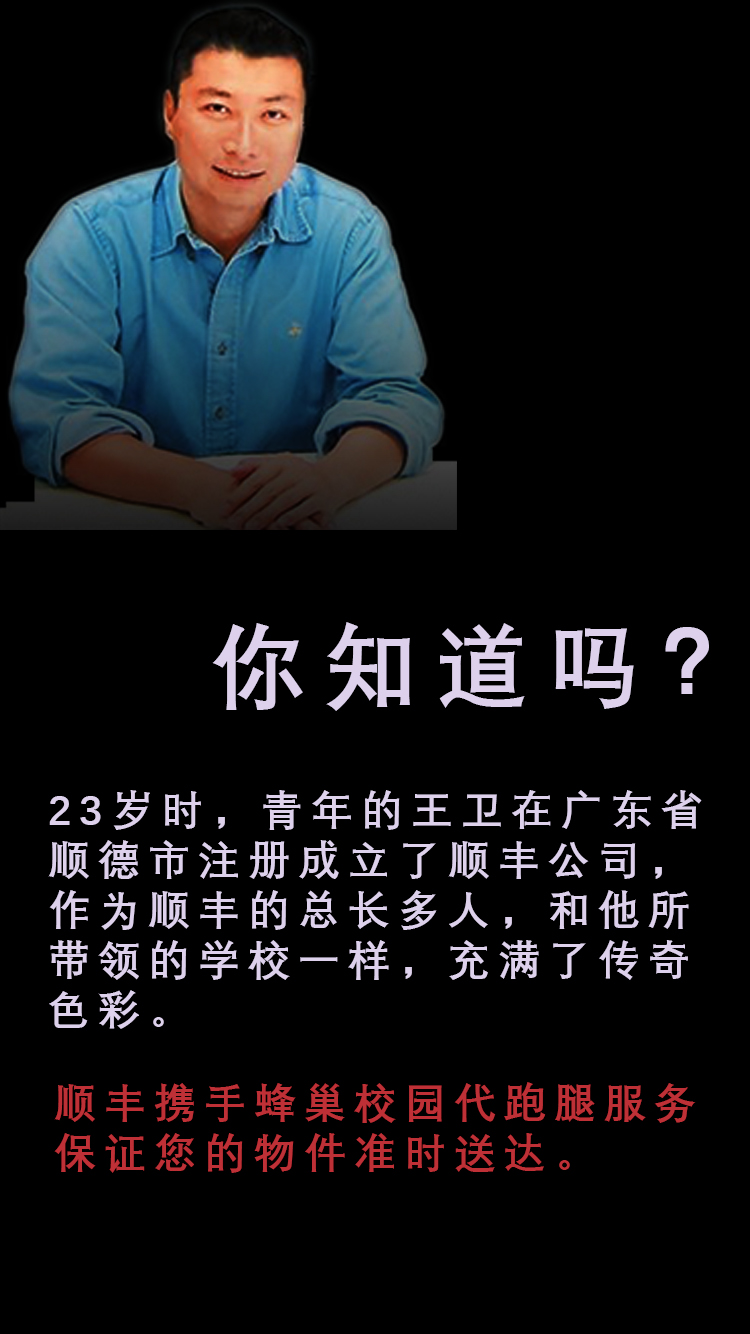 你知道吗?
23岁时，青年的王卫在广东省
顺德市注册成立了顺丰公司，
作为顺丰的总长多人，和他所
带领的学校一样，充满了传奇
色彩。
顺丰携手蜂巢校园代跑腿服务
保证您的物件准时送达。